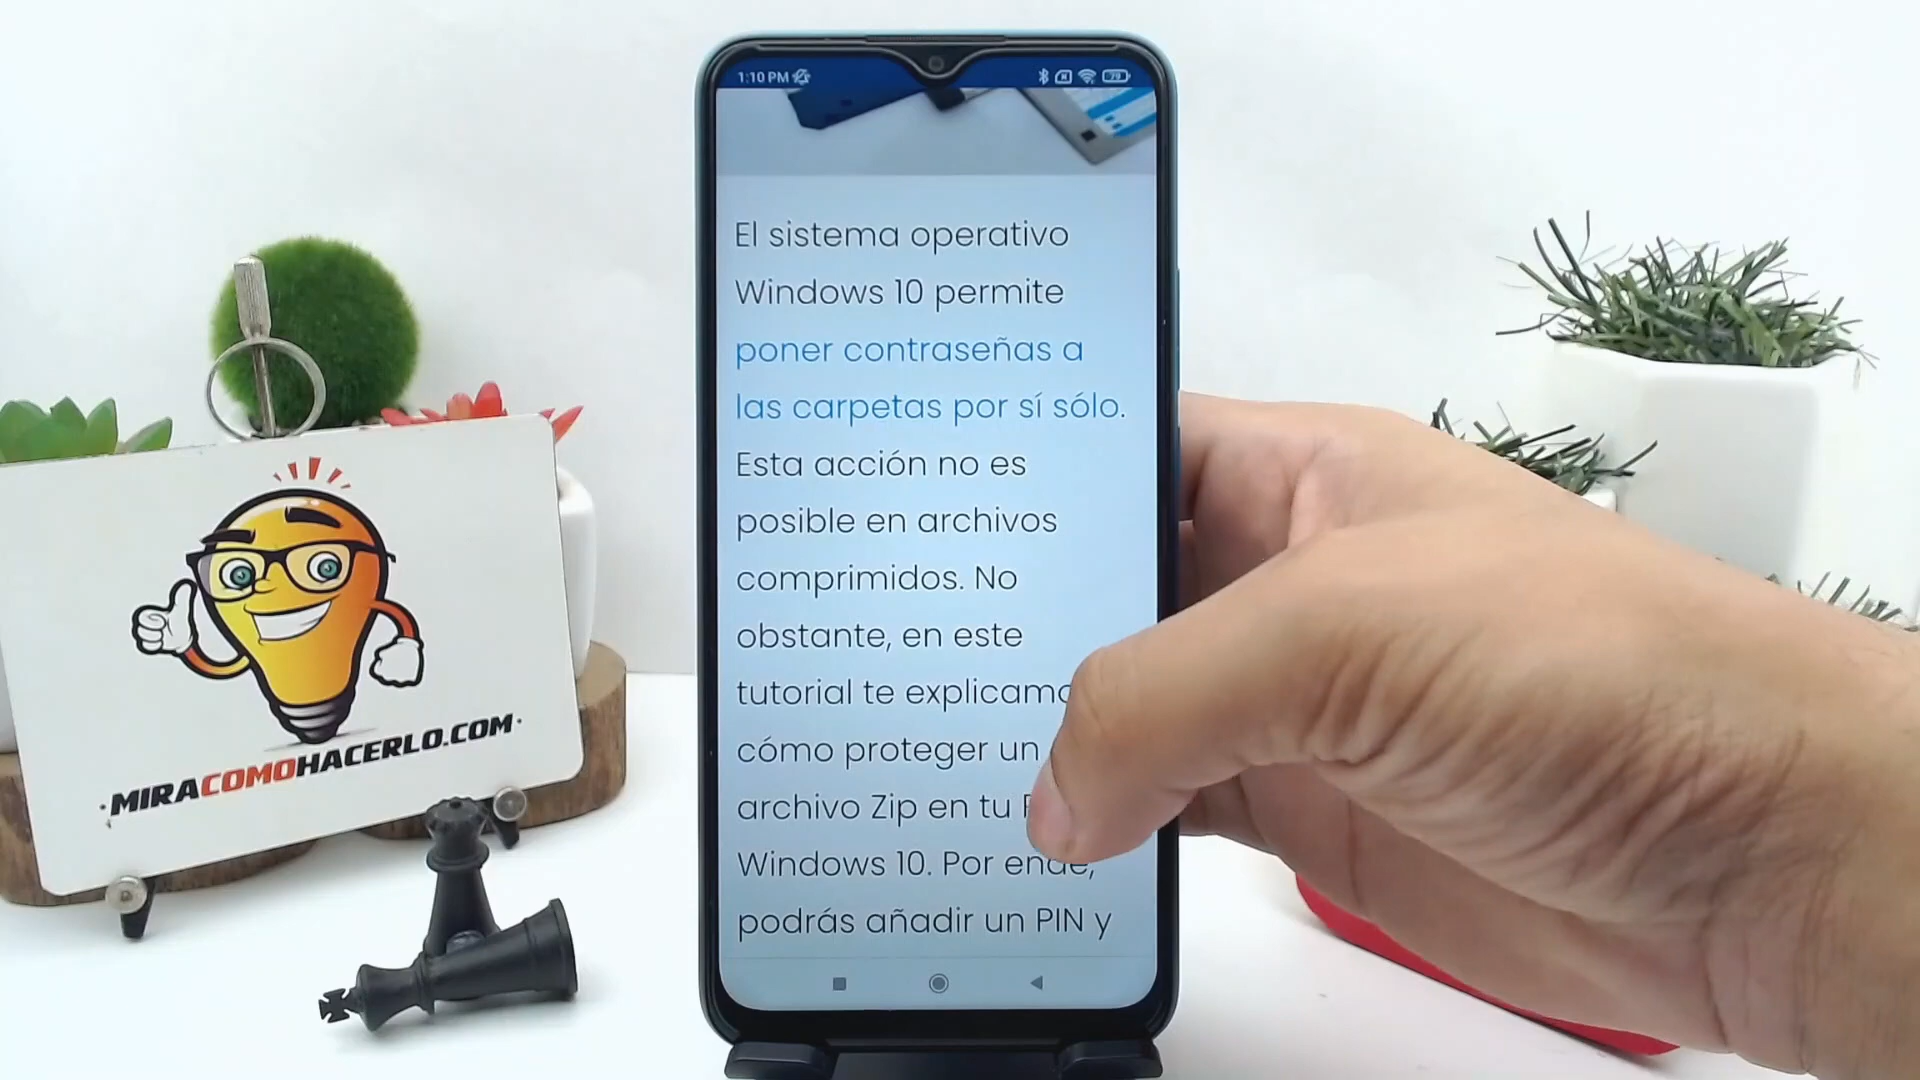 1:10 PM
79
El sistema operativo
Windows 10 permite
poner contraseñas a
las carpetas por sí sólo.
Esta acción no es
posible en archivos
comprimidos. No
obstante, en este
tutorial te
cómo proteger un
archivo Zip en tu
Windows 10. Por ende,
podrás añadir un PIN y
MIRACOMOHACERLO.COM